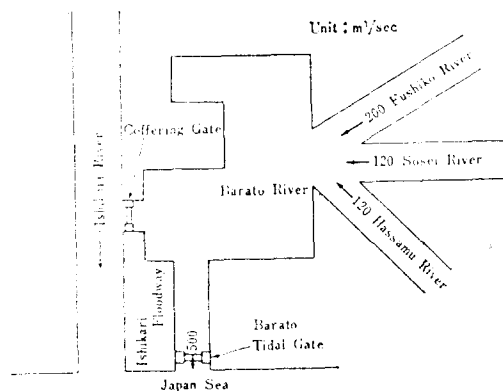 Unit : m³/sec
200 Fushiko River
Coffering Gate
120 Sosei River
Ishikari River
Barato River
120 Hassamu River
Ishikari
Floodway
500
Barato
Tidal Gate
Japan Sea